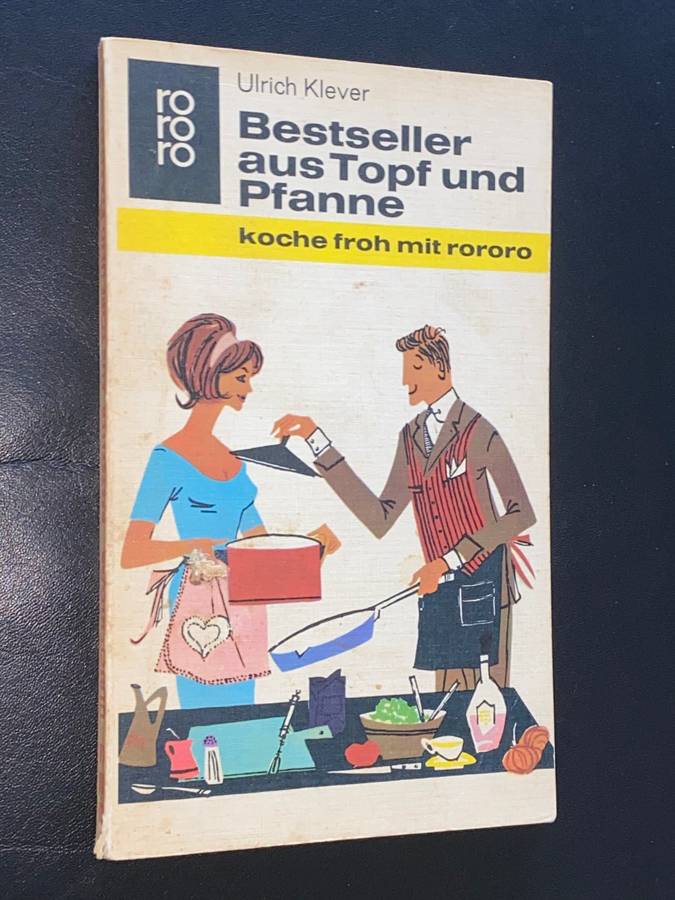 ro
ro
ro
Ulrich Klever
Bestseller
aus Topf und
Pfanne
koche froh mit rororo